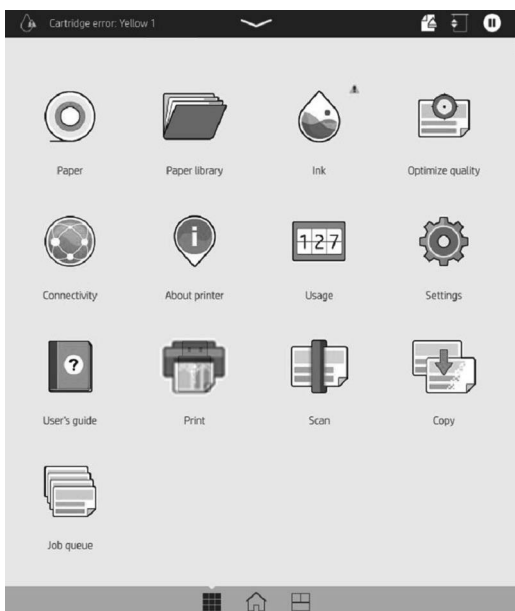 Cartridge error: Yellow 1
Paper
Paper library
Ink
Optimize quality
Connectivity
About printer
127
Usage
Settings
User's guide
Print
Scan
Copy
Job queue